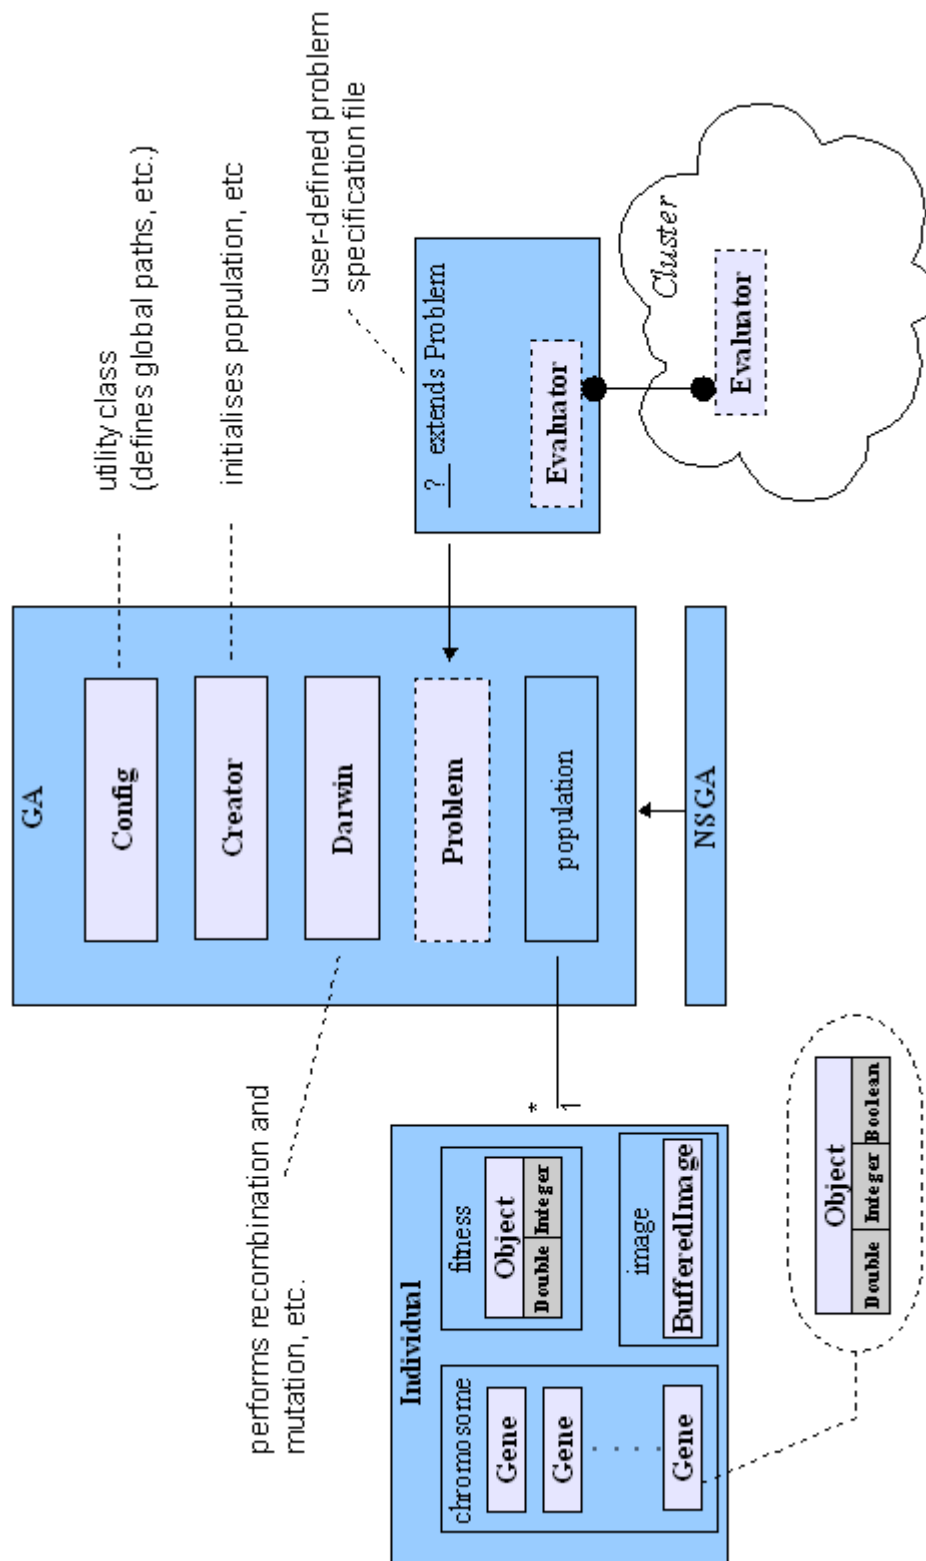 performs recombination and
mutation, etc.
utility class
(defines global paths, etc.)
initialises population, etc
user-defined problem
specification file
GA
Config
Creator
Darwin
Problem
population
NSGA
? extends Problem
Evaluator
Cluster
Evaluator
*
1
Individual
chromosome
Gene
Gene
. . . .
Gene
fitness
Object
Double Integer
image
BufferedImage
Object
Double Integer Boolean